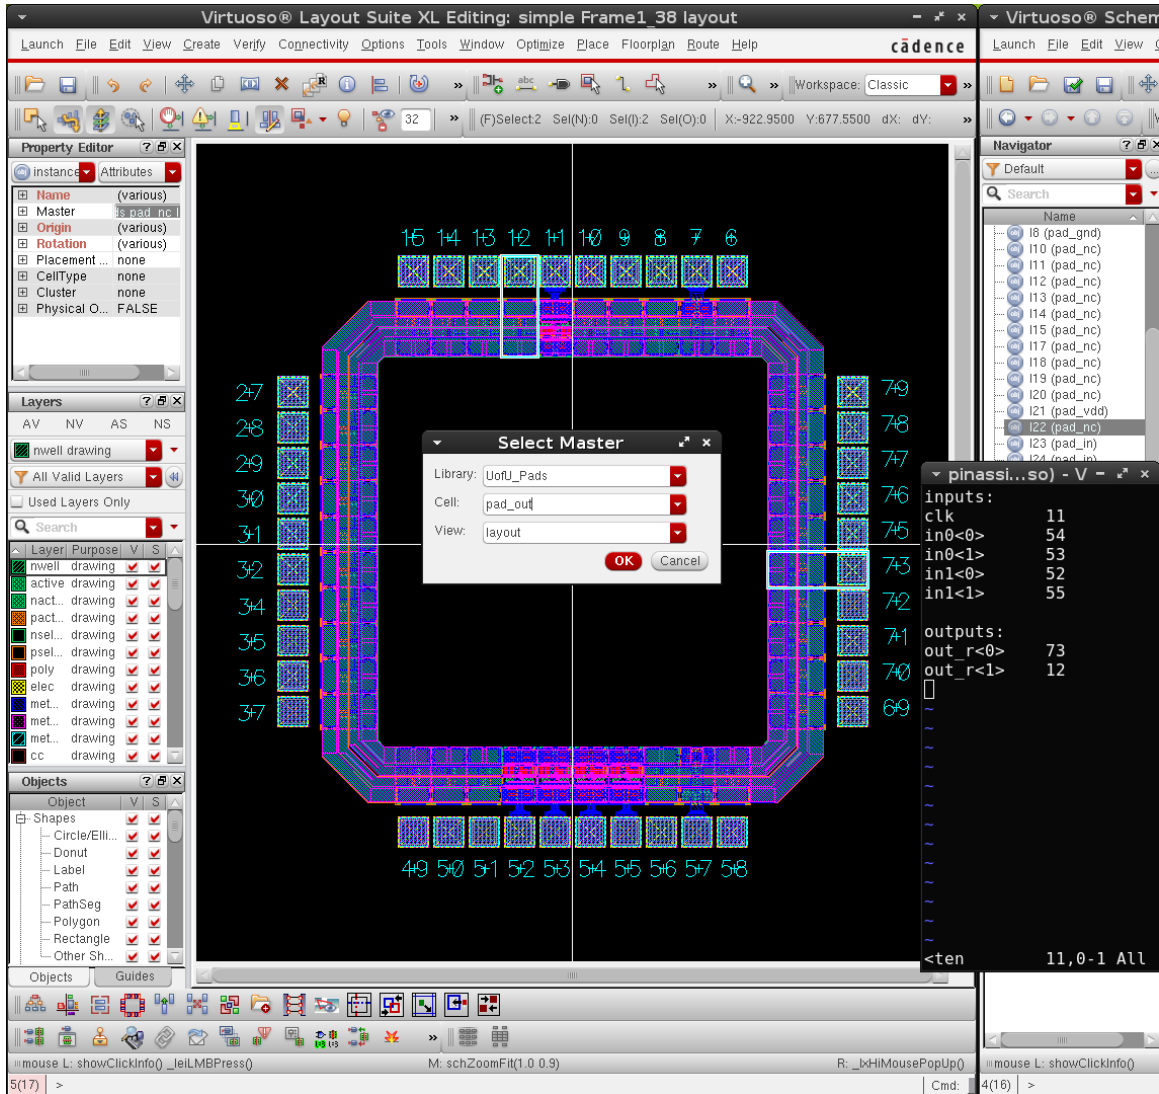 Virtuoso® Layout Suite XL Editing: simple Frame1_38 layout
Launch File Edit View Create Verify Connectivity Options Tools Window Optimize Place Floorplan Route Help
cādence
Workspace: Classic
32
(F)Select:2 Sel(N):0 Sel(I):2 Sel(O):0 X:-922.9500 Y:677.5500 dX: dY:
Property Editor
instance Attributes
Name (various)
Master ls pad_nc l
Origin (various)
Rotation (various)
Placement ... none
CellType none
Cluster none
Physical O... FALSE
Layers
AV NV AS NS
nwell drawing
All Valid Layers
Used Layers Only
Search
Layer Purpose V S
nwell drawing
active drawing
nact... drawing
pact... drawing
nsel... drawing
psel... drawing
poly drawing
elec drawing
met... drawing
met... drawing
met... drawing
cc drawing
Objects
Object V S
Shapes
Circle/Elli...
Donut
Label
Path
PathSeg
Polygon
Rectangle
Other Sh...
Objects Guides
15 14 13 12 11 10 9 8 7 6
27
28
29
30
31
32
34
35
36
37
79
78
77
76
75
73
72
71
70
69
49 50 51 52 53 54 55 56 57 58
Select Master
Library: UofU_Pads
Cell: pad_out
View: layout
OK Cancel
mouse L: showClickInfo() _leiLMBPress() M: schZoomFit(1.0 0.9) R: _lxHiMousePopUp()
5(17) > Cmd:
Virtuoso® Schem
Launch File Edit View
Navigator
Default
Search
Name
I8 (pad_gnd)
I10 (pad_nc)
I11 (pad_nc)
I12 (pad_nc)
I13 (pad_nc)
I14 (pad_nc)
I15 (pad_nc)
I17 (pad_nc)
I18 (pad_nc)
I19 (pad_nc)
I20 (pad_nc)
I21 (pad_vdd)
I22 (pad_nc)
I23 (pad_in)
I24 (pad_in)
pinassi...so) - V
inputs:
clk 11
in0<0> 54
in0<1> 53
in1<0> 52
in1<1> 55
outputs:
out_r<0> 73
out_r<1> 12
~
~
~
~
~
~
~
~
~
~
~
~
~
<ten 11,0-1 All
mouse L: showClickInfo()
4(16) >